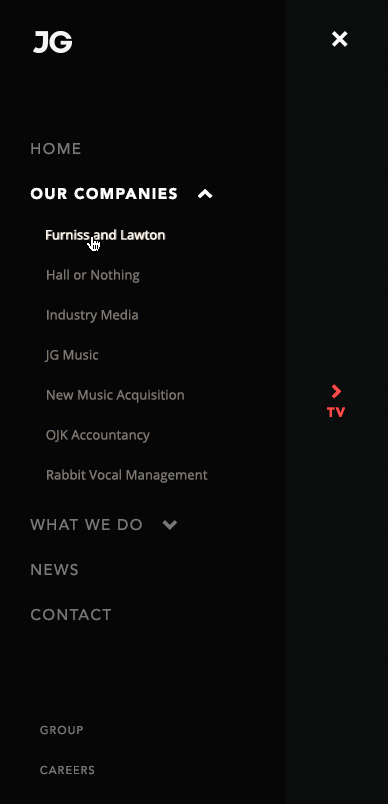 JG
HOME
OUR COMPANIES
Furniss and Lawton
Hall or Nothing
Industry Media
JG Music
New Music Acquisition
OJK Accountancy
Rabbit Vocal Management
TV
WHAT WE DO
NEWS
CONTACT
GROUP
CAREERS